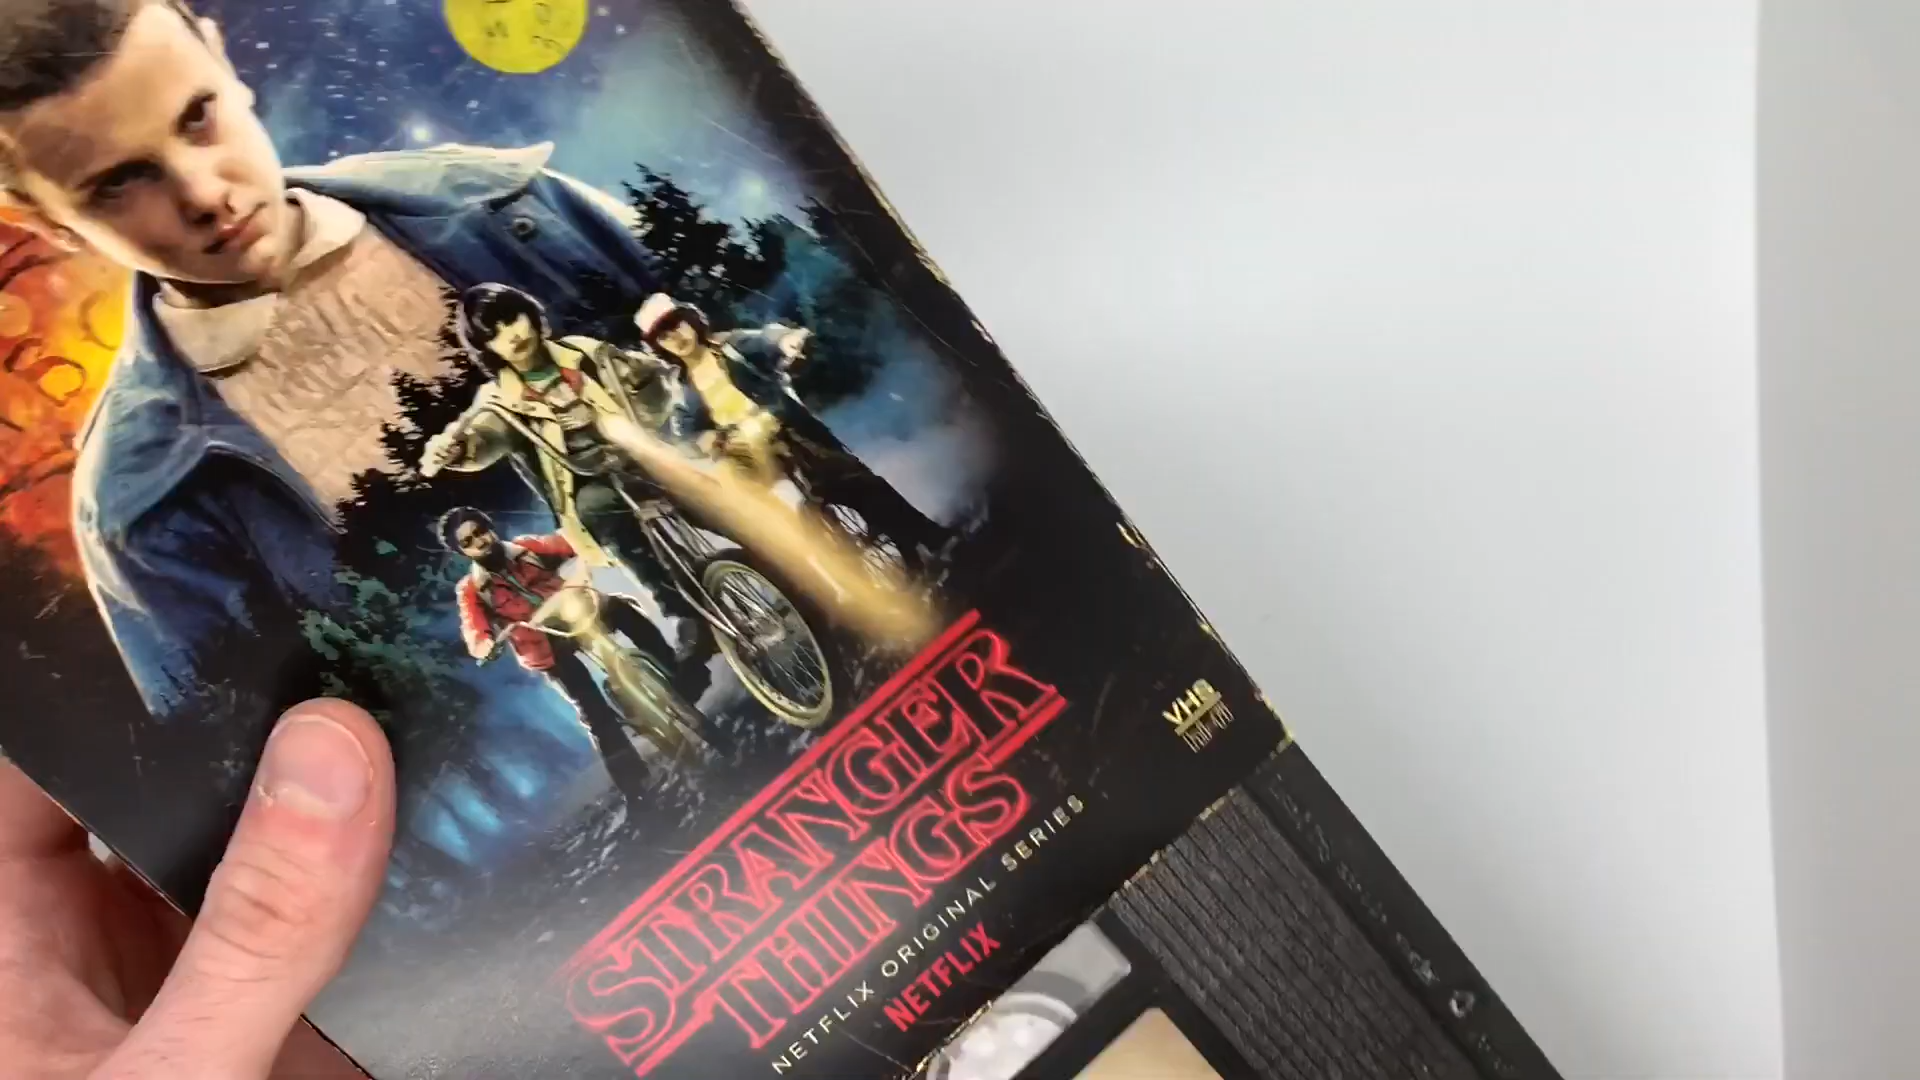 STRANGER
THINGS
NETFLIX ORIGINAL SERIES
NETFLIX
VHS